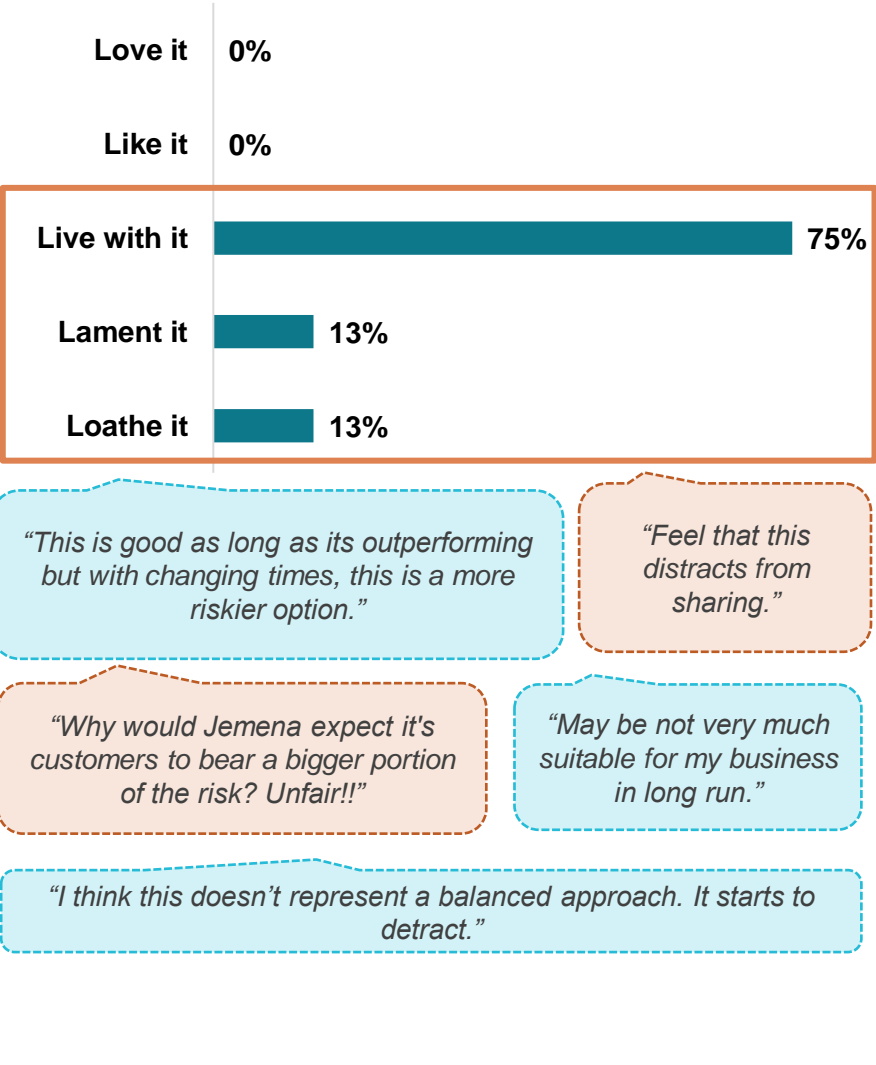 Love it 0%
Like it 0%
Live with it 75%
Lament it 13%
Loathe it 13%
“This is good as long as its outperforming
but with changing times, this is a more
riskier option.”
“Feel that this
distracts from
sharing.”
“Why would Jemena expect it's
customers to bear a bigger portion
of the risk? Unfair!!”
“May be not very much
suitable for my business
in long run.”
“I think this doesn’t represent a balanced approach. It starts to
detract.”